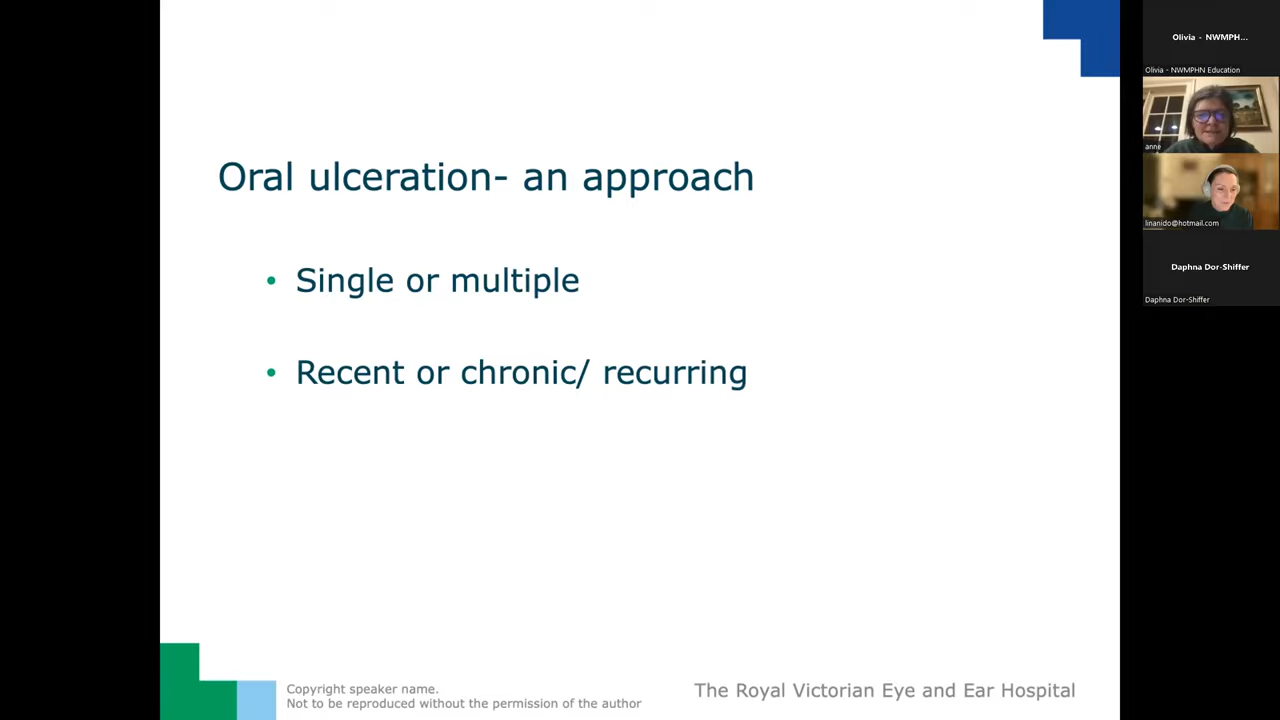 Oral ulceration- an approach
• Single or multiple
• Recent or chronic/ recurring
Copyright speaker name.
Not to be reproduced without the permission of the author
The Royal Victorian Eye and Ear Hospital
Olivia - NWMPH...
Olivia - NWMPHN Education
anne
linanido@hotmail.com
Daphna Dor-Shiffer
Daphna Dor-Shiffer